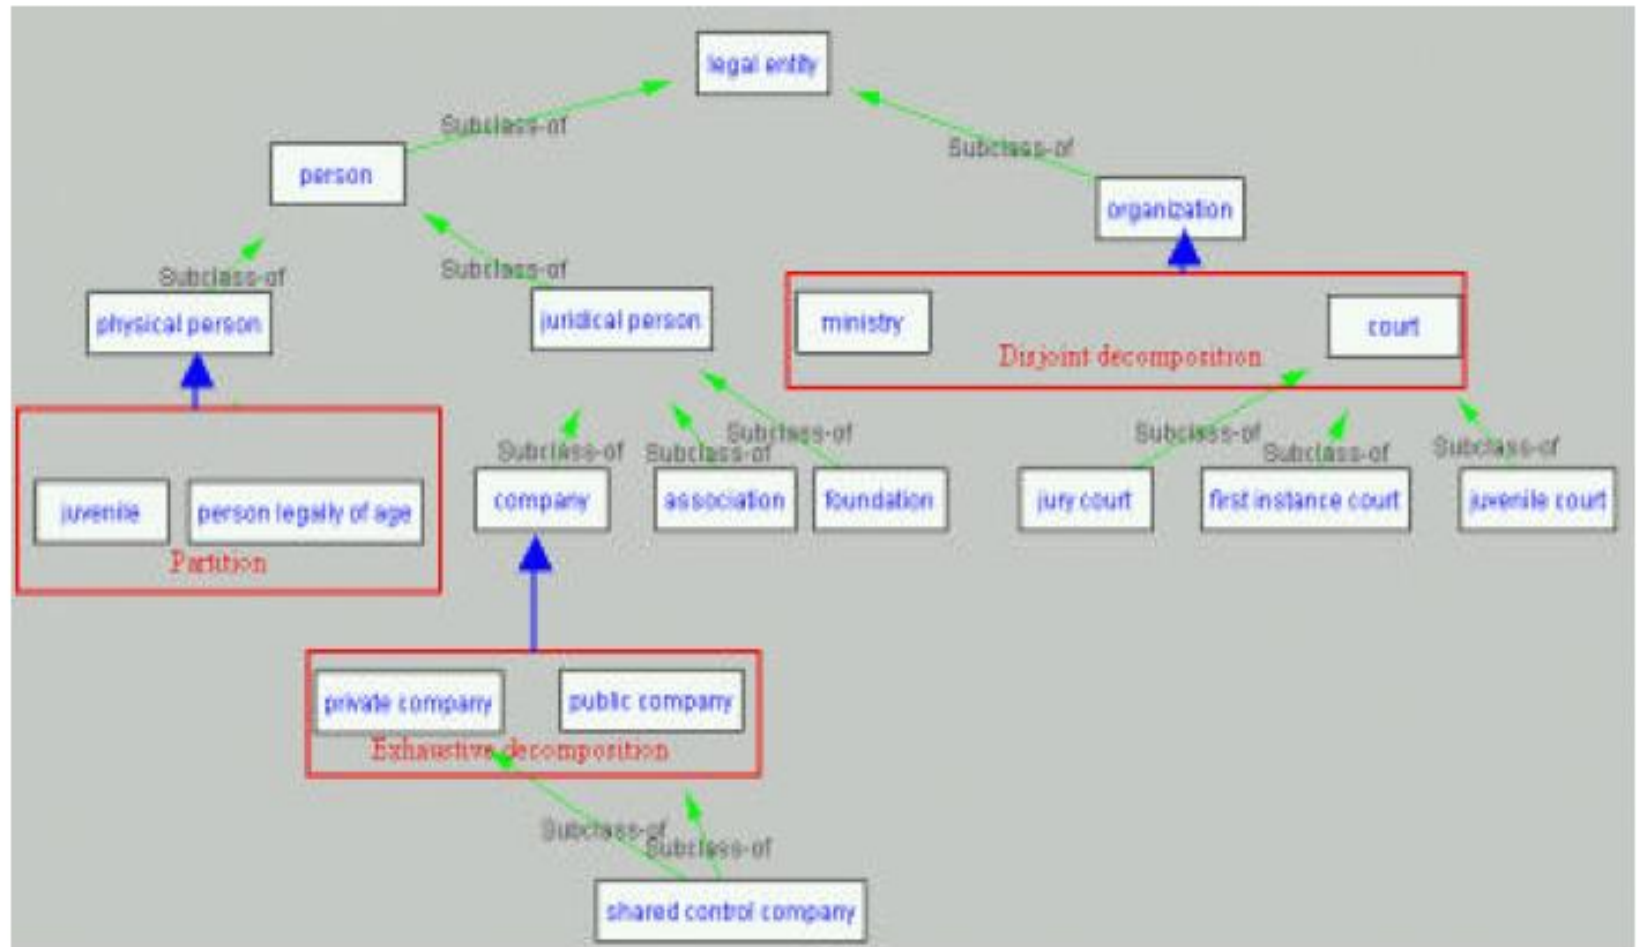 legal entity
Subclass-of
Subclass-of
person
organization
Subclass-of
Subclass-of
physical person
juridical person
ministry
court
Disjoint decomposition
Subclass-of
Subclass-of
Subclass-of
Subclass-of
Subclass-of
Subclass-of
juvenile
person legally of age
Partition
company
association
foundation
jury court
first instance court
juvenile court
private company
public company
Exhaustive decomposition
Subclass-of
Subclass-of
shared control company